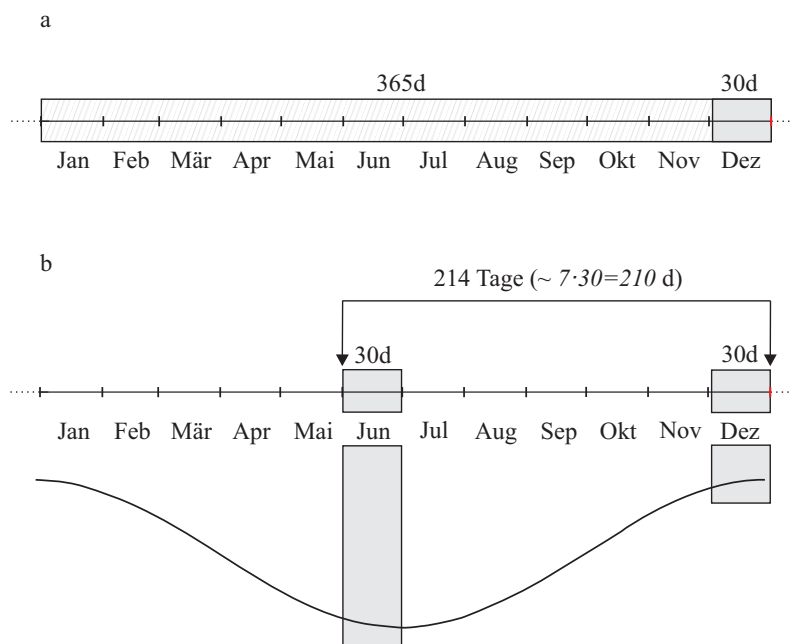 a
365d 30d
Jan Feb Mär Apr Mai Jun Jul Aug Sep Okt Nov Dez
b
214 Tage (~ 7·30=210 d)
30d 30d
Jan Feb Mär Apr Mai Jun Jul Aug Sep Okt Nov Dez